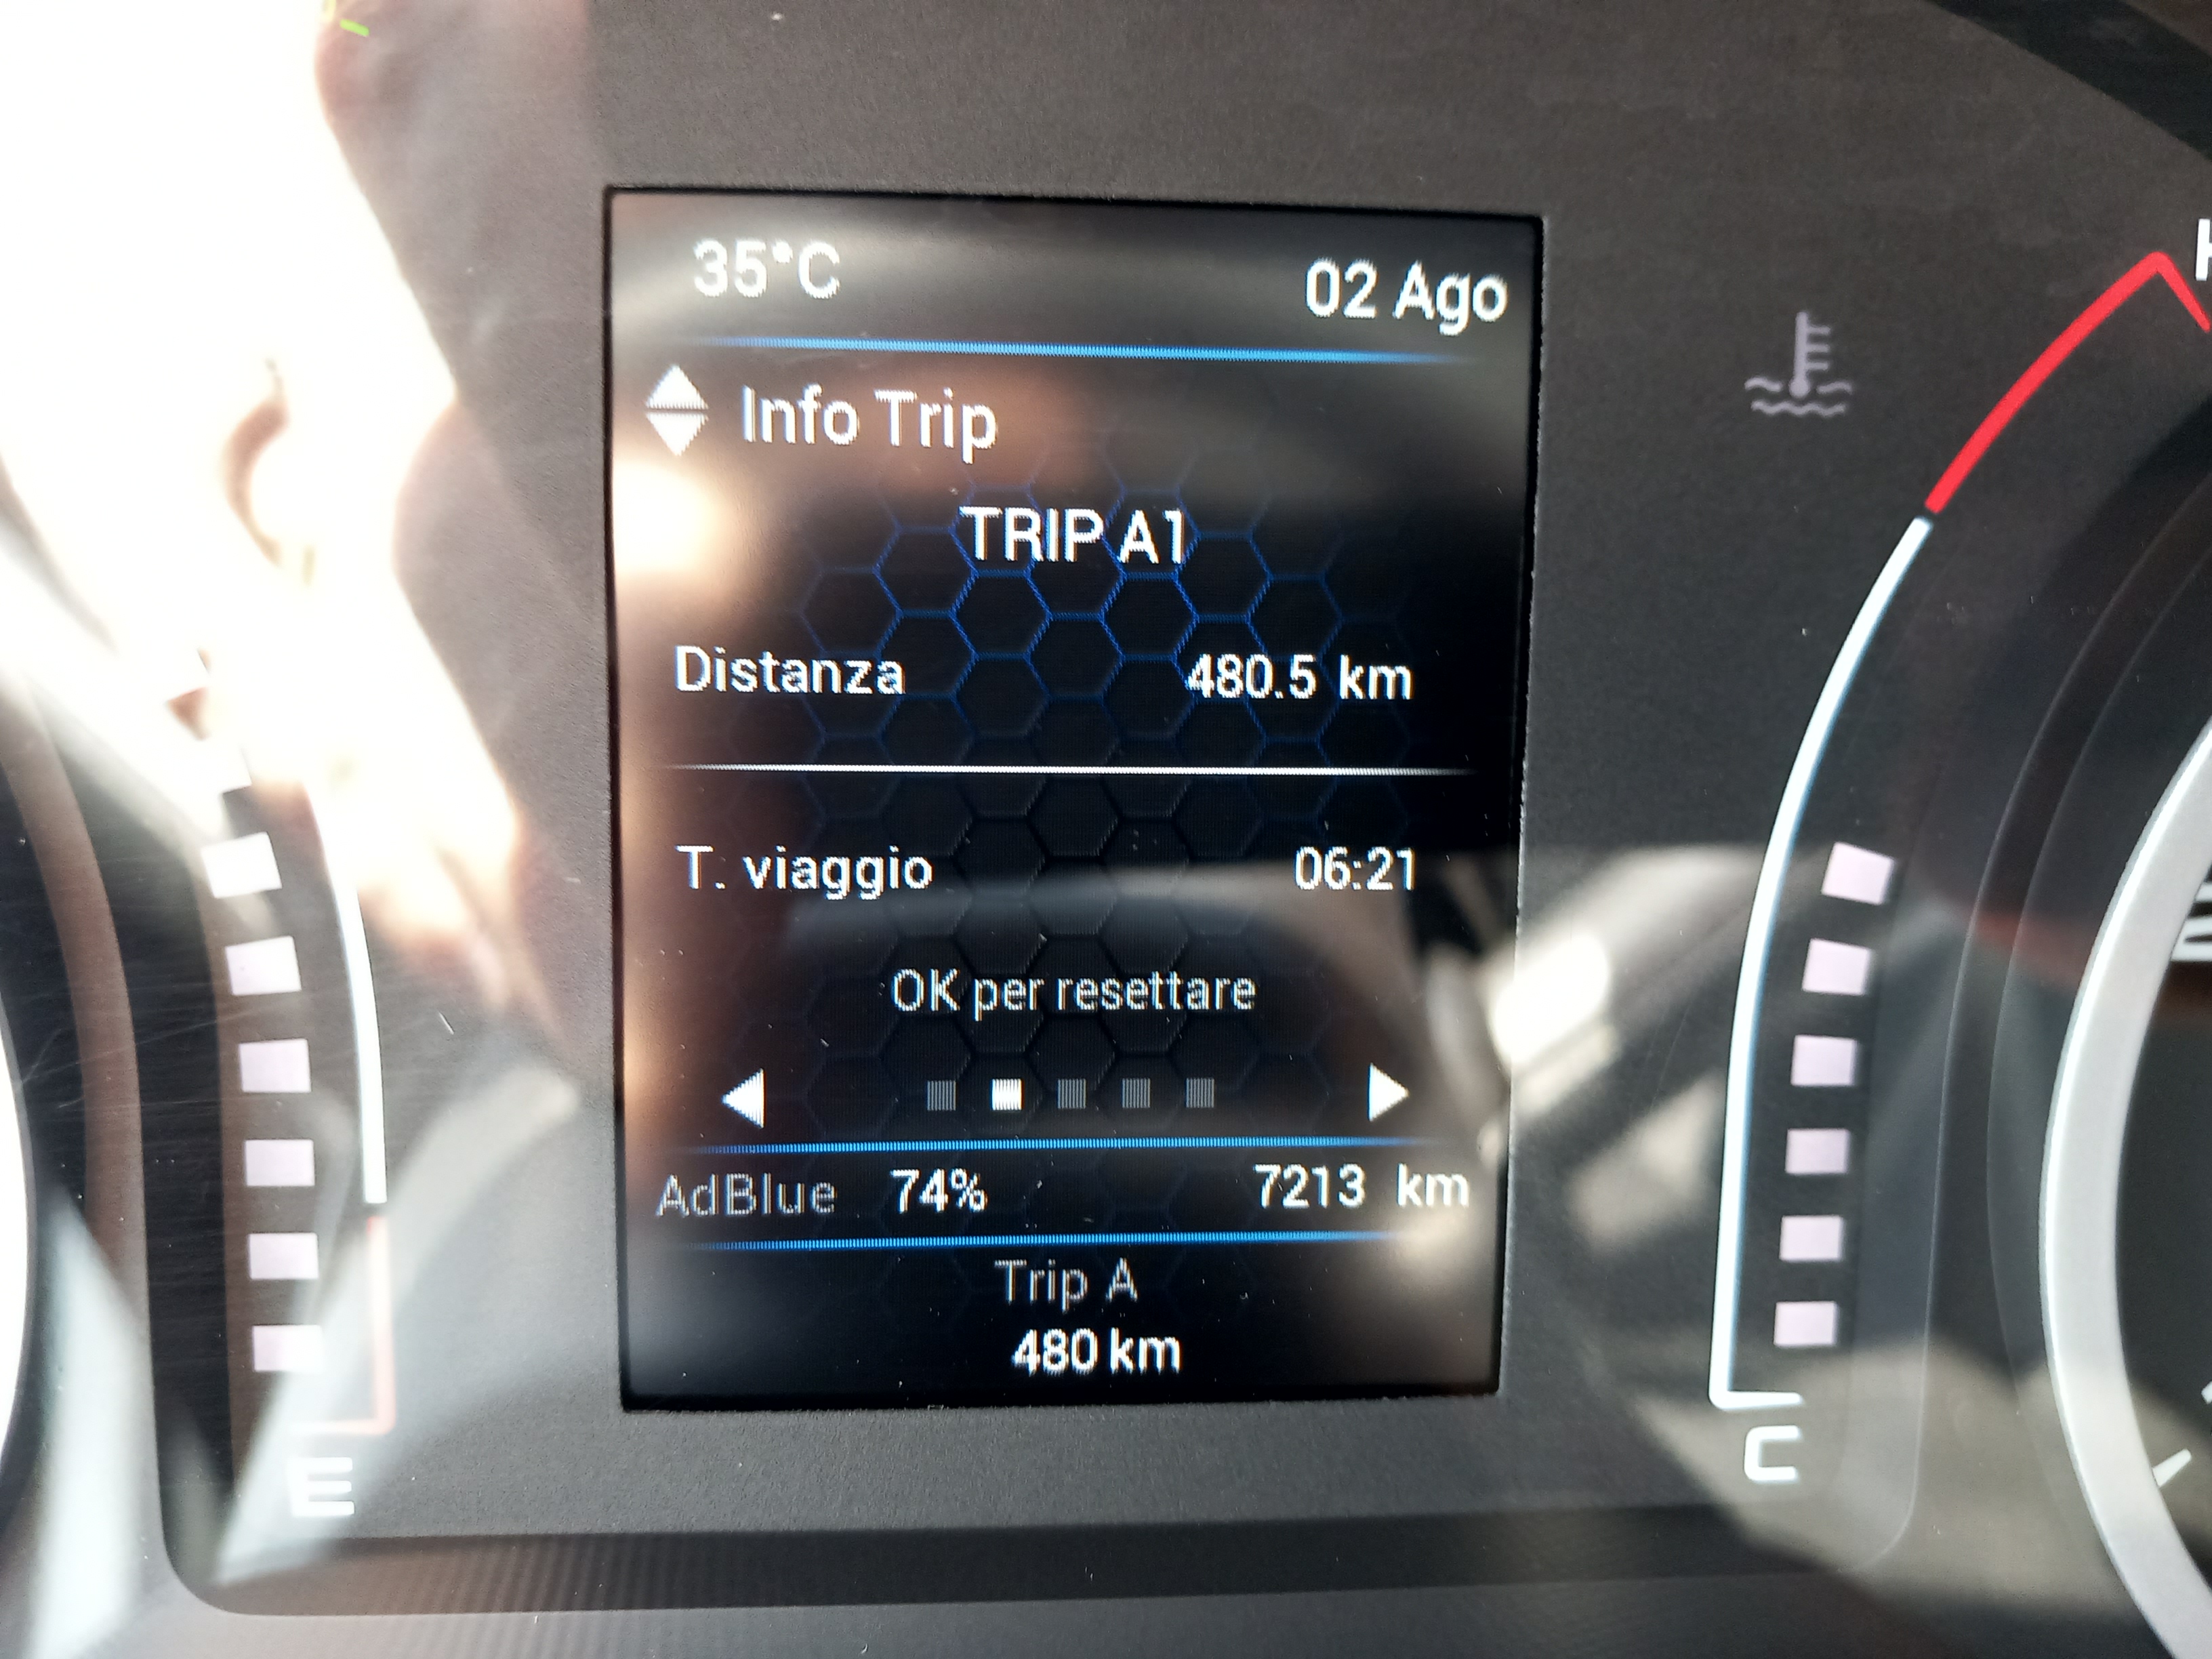 35°C 02 Ago
Info Trip
TRIP A1
Distanza 480.5 km
T. viaggio 06:21
OK per resettare
AdBlue 74% 7213 km
Trip A
480 km
E
C
H